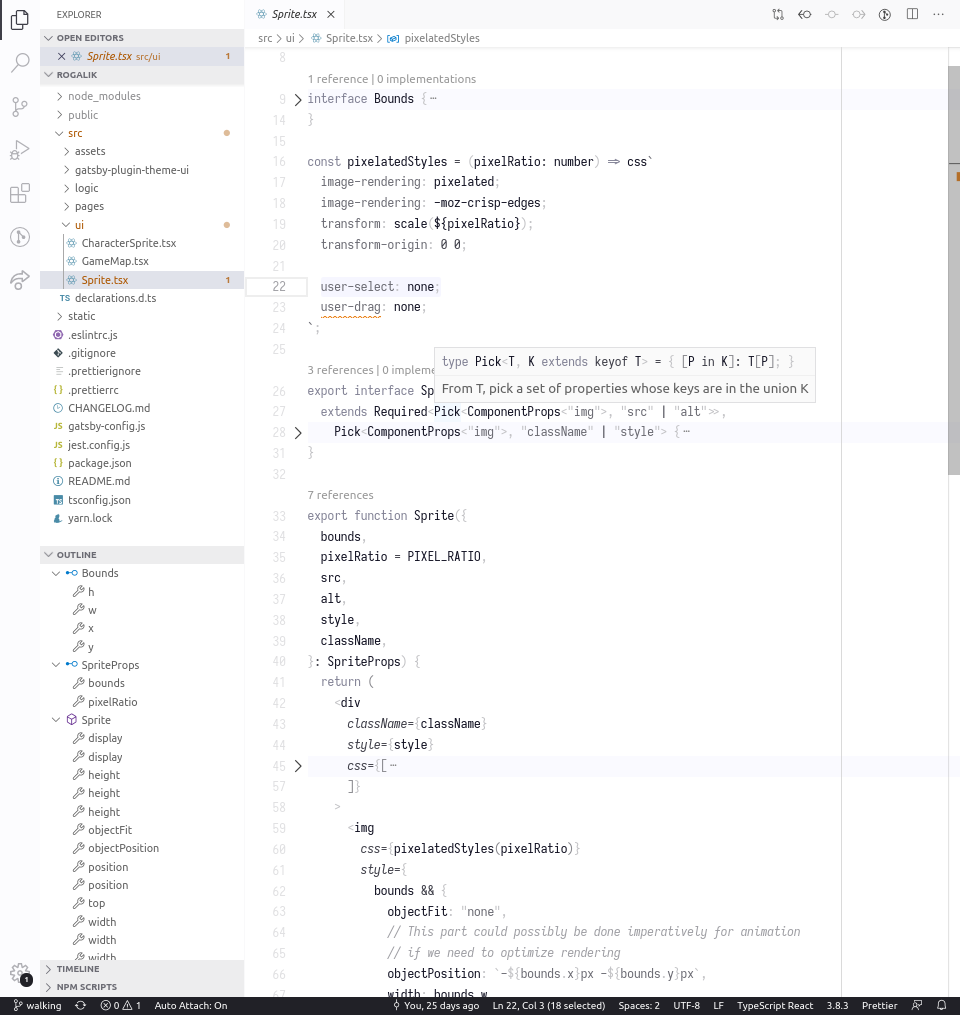 EXPLORER
OPEN EDITORS
Sprite.tsx src/ui 1
ROGALIK
node_modules
public
src
assets
gatsby-plugin-theme-ui
logic
pages
ui
CharacterSprite.tsx
GameMap.tsx
Sprite.tsx 1
TS declarations.d.ts
static
.eslintrc.js
.gitignore
.prettierignore
{ } .prettierrc
CHANGELOG.md
JS gatsby-config.js
JS jest.config.js
{ } package.json
README.md
TS tsconfig.json
yarn.lock
OUTLINE
Bounds
h
w
x
y
SpriteProps
bounds
pixelRatio
Sprite
display
display
height
height
height
objectFit
objectPosition
position
position
top
width
width
width
TIMELINE
NPM SCRIPTS
1
Sprite.tsx
src > ui > Sprite.tsx > pixelatedStyles
8
1 reference | 0 implementations
9 interface Bounds { ⋯
14 }
15
16 const pixelatedStyles = (pixelRatio: number) => css`
17 image-rendering: pixelated;
18 image-rendering: -moz-crisp-edges;
19 transform: scale(${pixelRatio});
20 transform-origin: 0 0;
21
22 user-select: none;
23 user-drag: none;
24 `;
25
type Pick<T, K extends keyof T> = { [P in K]: T[P]; }
From T, pick a set of properties whose keys are in the union K
3 references | 0 impleme
26 export interface Sp
27 extends Required<Pick<ComponentProps<"img">, "src" | "alt">>,
28 Pick<ComponentProps<"img">, "className" | "style"> { ⋯
31 }
32
7 references
33 export function Sprite({
34 bounds,
35 pixelRatio = PIXEL_RATIO,
36 src,
37 alt,
38 style,
39 className,
40 }: SpriteProps) {
41 return (
42 <div
43 className={className}
44 style={style}
45 css={[ ⋯
57 ]}
58 >
59 <img
60 css={pixelatedStyles(pixelRatio)}
61 style={
62 bounds && {
63 objectFit: "none",
64 // This part could possibly be done imperatively for animation
65 // if we need to optimize rendering
66 objectPosition: `-${bounds.x}px -${bounds.y}px`,
67 width: bounds.w
walking 0 1 Auto Attach: On You, 25 days ago Ln 22, Col 3 (18 selected) Spaces: 2 UTF-8 LF TypeScript React 3.8.3 Prettier